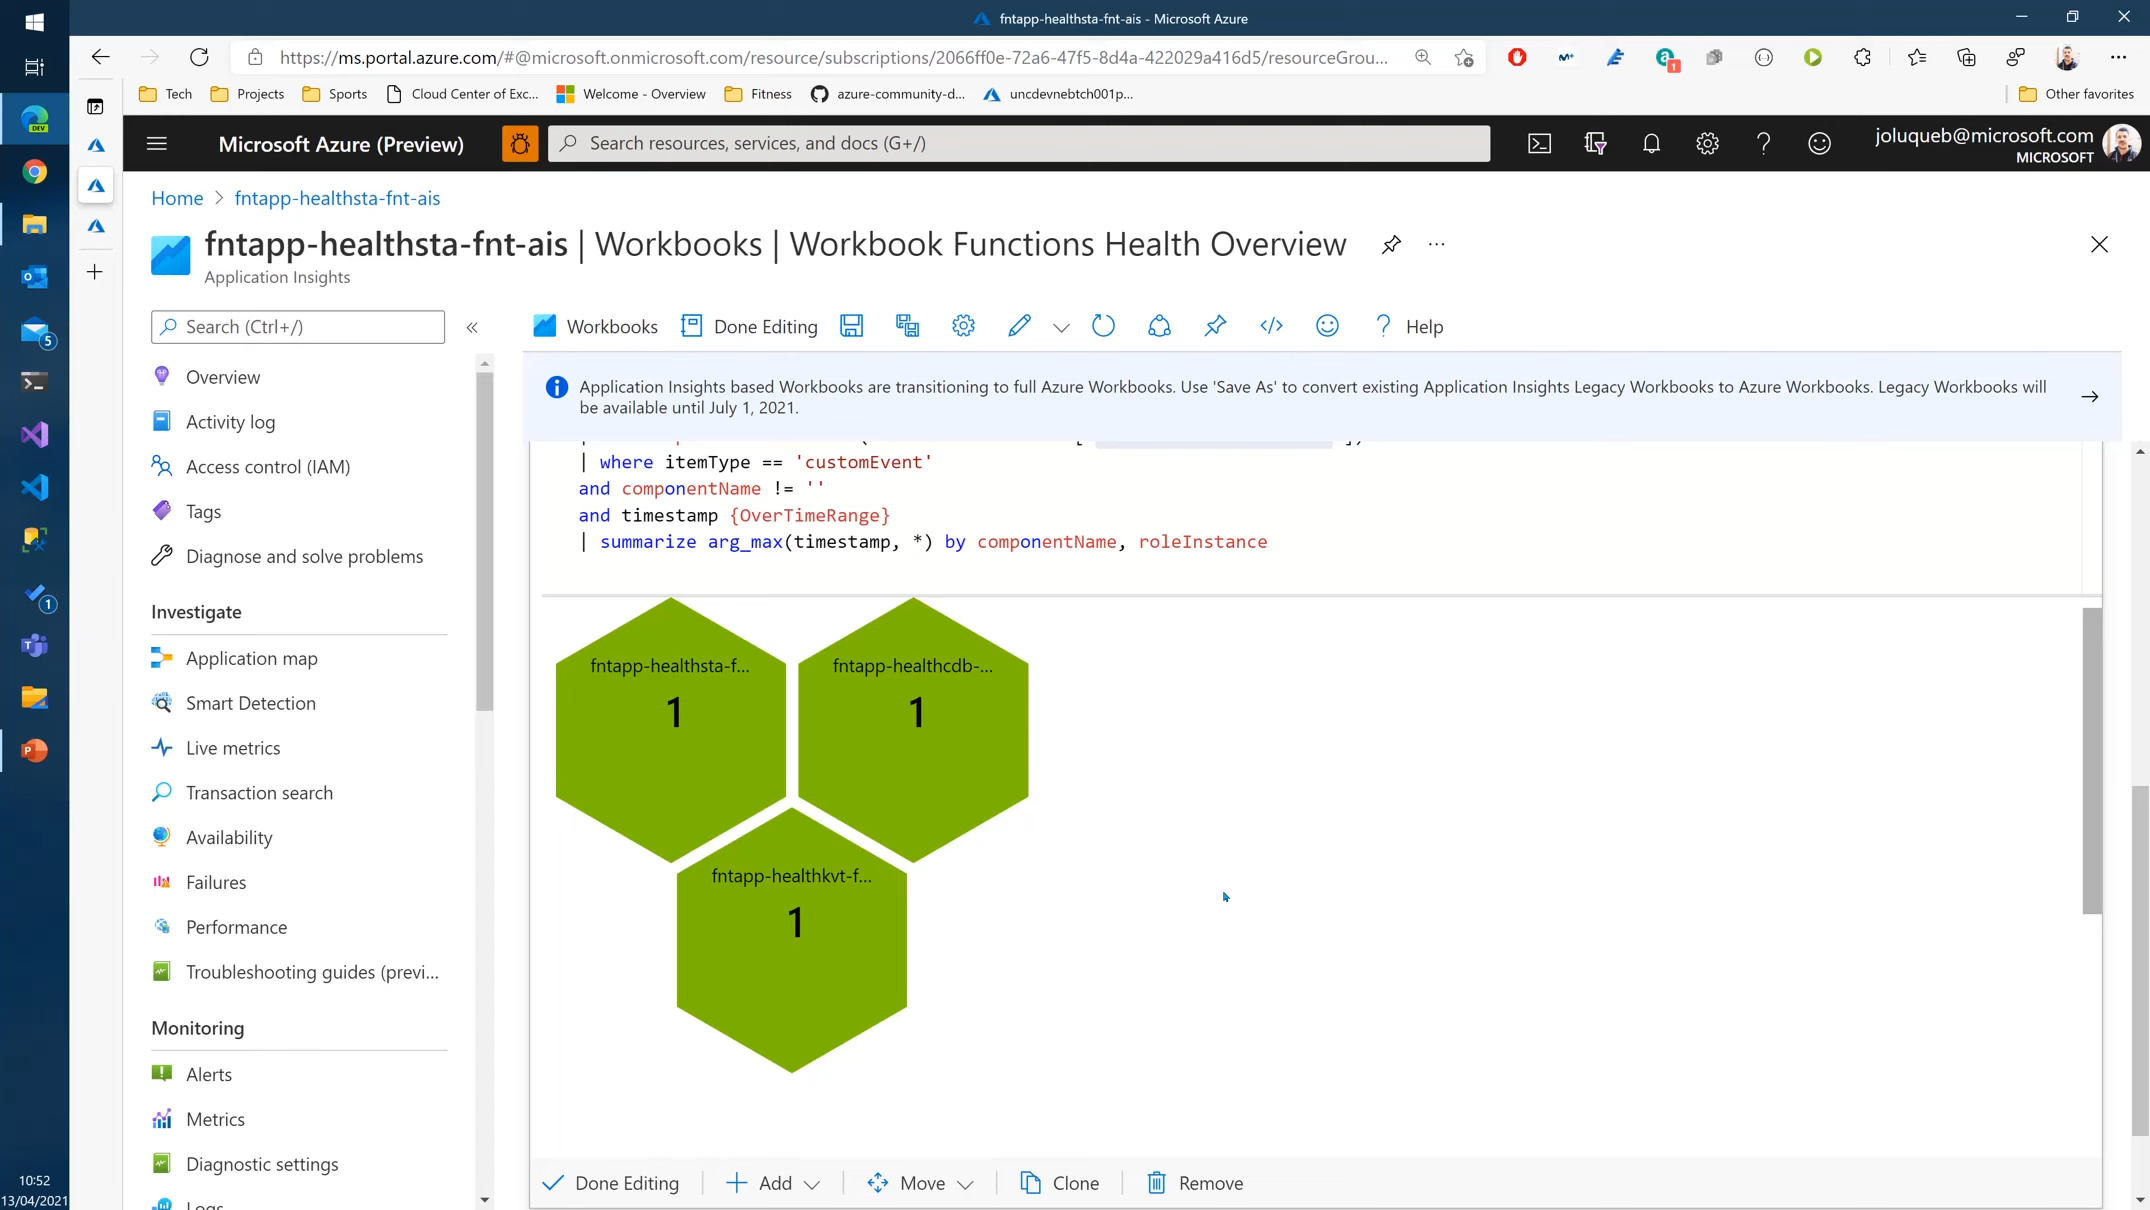 fntapp-healthsta-fnt-ais - Microsoft Azure
https://ms.portal.azure.com/#@microsoft.onmicrosoft.com/resource/subscriptions/2066ff0e-72a6-47f5-8d4a-422029a416d5/resourceGrou...
Tech Projects Sports Cloud Center of Exc... Welcome - Overview Fitness azure-community-d... uncdevnebtch001p... Other favorites
Microsoft Azure (Preview)
Search resources, services, and docs (G+/)
joluqueb@microsoft.com
MICROSOFT
Home > fntapp-healthsta-fnt-ais
fntapp-healthsta-fnt-ais | Workbooks | Workbook Functions Health Overview
Application Insights
Search (Ctrl+/)
Workbooks Done Editing Help
Application Insights based Workbooks are transitioning to full Azure Workbooks. Use 'Save As' to convert existing Application Insights Legacy Workbooks to Azure Workbooks. Legacy Workbooks will
be available until July 1, 2021.
Overview
Activity log
Access control (IAM)
Tags
Diagnose and solve problems
Investigate
Application map
Smart Detection
Live metrics
Transaction search
Availability
Failures
Performance
Troubleshooting guides (previ...
Monitoring
Alerts
Metrics
Diagnostic settings
Logs
| where itemType == 'customEvent'
and componentName != ''
and timestamp {OverTimeRange}
| summarize arg_max(timestamp, *) by componentName, roleInstance
fntapp-healthsta-f...
1
fntapp-healthcdb-...
1
fntapp-healthkvt-f...
1
Done Editing Add Move Clone Remove
DEV
5
1
1
10:52
13/04/2021